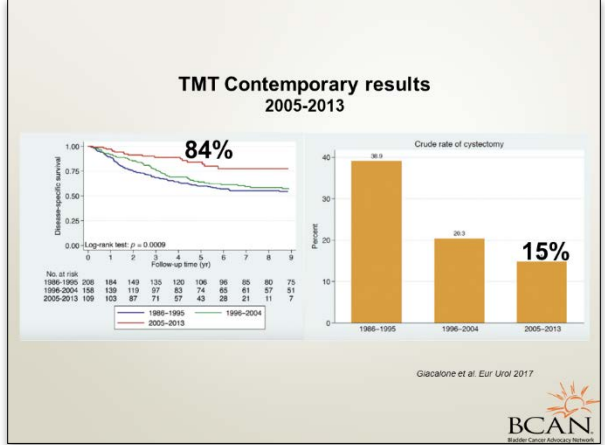 TMT Contemporary results
2005-2013
84%
Disease-specific survival
1.00
0.75
0.50
0.25
0.00
Log-rank test: p = 0.0009
0 1 2 3 4 5 6 7 8 9
Follow-up time (yr)
No. at risk
1986-1995 208 184 149 135 120 106 96 85 80 75
1996-2004 158 139 119 97 83 74 65 61 57 51
2005-2013 109 103 87 71 57 43 28 21 11 7
1986–1995 1996–2004
2005–2013
Crude rate of cystectomy
Percent
40
30
20
10
0
15%
1986–1995 1996–2004 2005–2013
Giacalone et al. Eur Urol 2017
BCAN
Bladder Cancer Advocacy Network